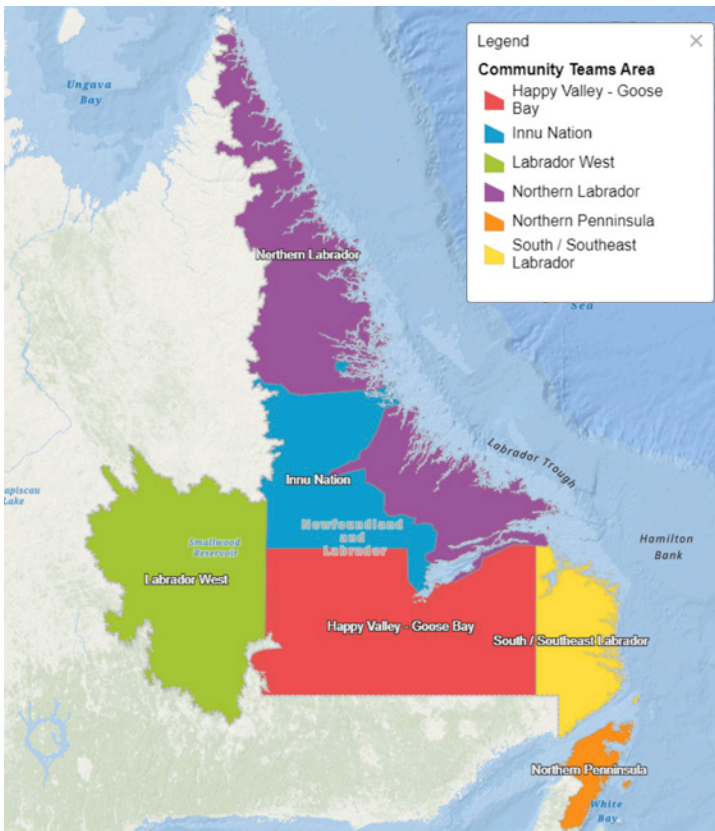 Legend
Community Teams Area
Happy Valley - Goose
Bay
Innu Nation
Labrador West
Northern Labrador
Northern Penninsula
South / Southeast
Labrador
Ungava
Bay
Sea
Northern Labrador
Labrador Trough
apiscau
Lake
Innu Nation
Newfoundland
and
Labrador
Smallwood
Reservoir
Hamilton
Bank
Labrador West
Happy Valley - Goose Bay
South / Southeast Labrador
Northern Penninsula
White
Bay